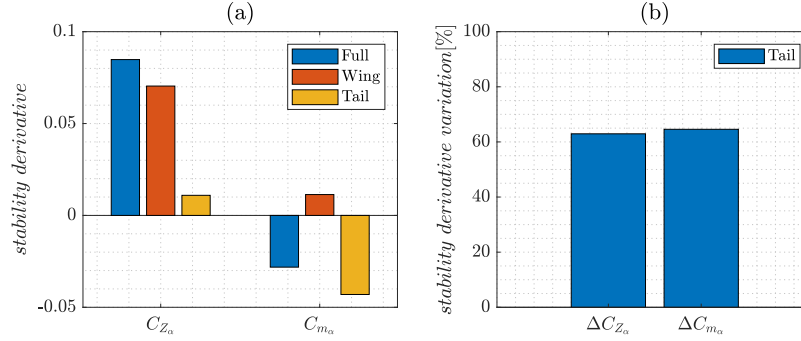 (a)
stability derivative
0.1
0.05
0
-0.05
Full
Wing
Tail
C_{Z_α}
C_{m_α}
(b)
stability derivative variation[%]
100
80
60
40
20
0
Tail
ΔC_{Z_α}
ΔC_{m_α}